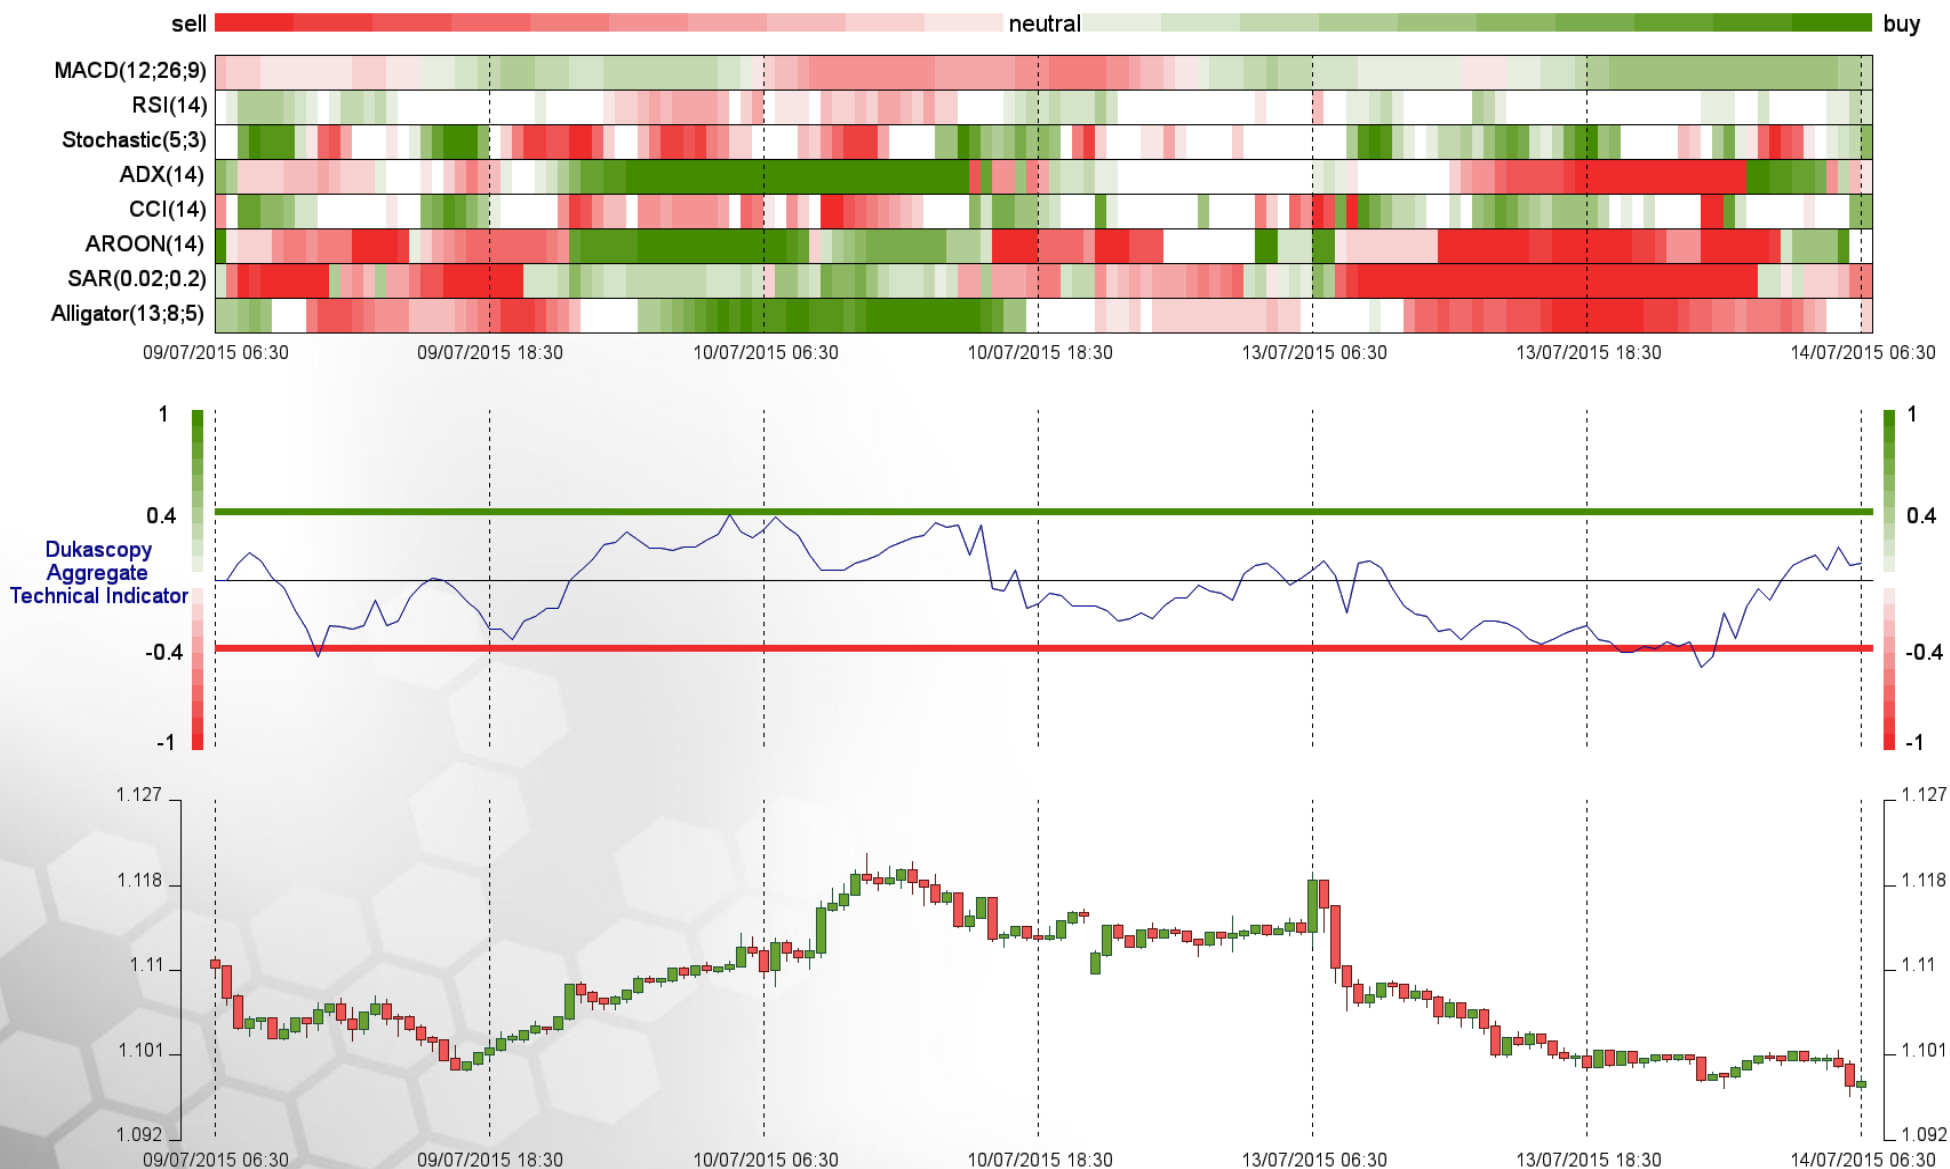 sell neutral buy
MACD(12;26;9)
RSI(14)
Stochastic(5;3)
ADX(14)
CCI(14)
AROON(14)
SAR(0.02;0.2)
Alligator(13;8;5)
09/07/2015 06:30 09/07/2015 18:30 10/07/2015 06:30 10/07/2015 18:30 13/07/2015 06:30 13/07/2015 18:30 14/07/2015 06:30
1 1
0.4 0.4
Dukascopy
Aggregate
Technical Indicator
-0.4 -0.4
-1 -1
1.127 1.127
1.118 1.118
1.11 1.11
1.101 1.101
1.092 1.092
09/07/2015 06:30 09/07/2015 18:30 10/07/2015 06:30 10/07/2015 18:30 13/07/2015 06:30 13/07/2015 18:30 14/07/2015 06:30